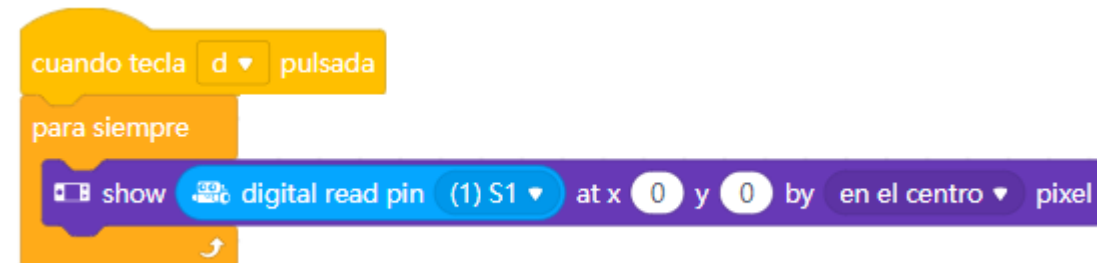 cuando tecla d pulsada
para siempre
show digital read pin (1) S1 at x 0 y 0 by en el centro pixel